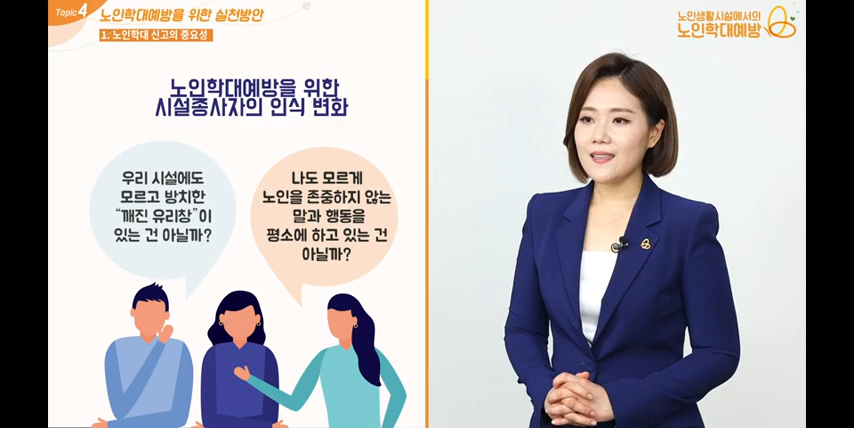 Topic 4
노인학대예방을 위한 실천방안
1. 노인학대 신고의 중요성
노인학대예방을 위한
시설종사자의 인식 변화
우리 시설에도
모르고 방치한
“깨진 유리창”이
있는 건 아닐까?
나도 모르게
노인을 존중하지 않는
말과 행동을
평소에 하고 있는 건
아닐까?
노인생활시설에서의
노인학대예방